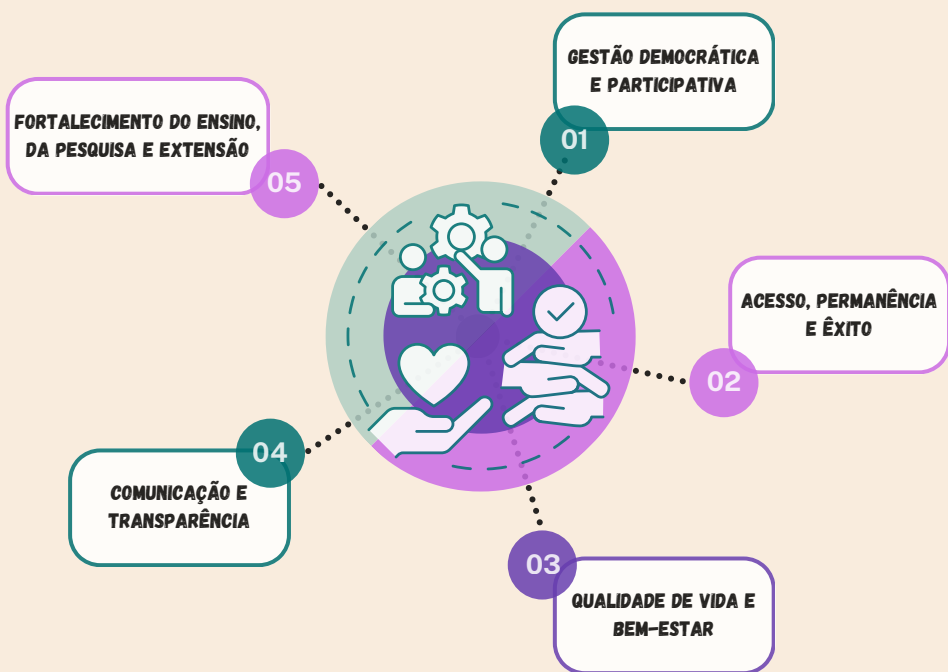 GESTÃO DEMOCRÁTICA
E PARTICIPATIVA
01
ACESSO, PERMANÊNCIA
E ÊXITO
02
03
QUALIDADE DE VIDA E
BEM-ESTAR
04
COMUNICAÇÃO E
TRANSPARÊNCIA
FORTALECIMENTO DO ENSINO,
DA PESQUISA E EXTENSÃO
05